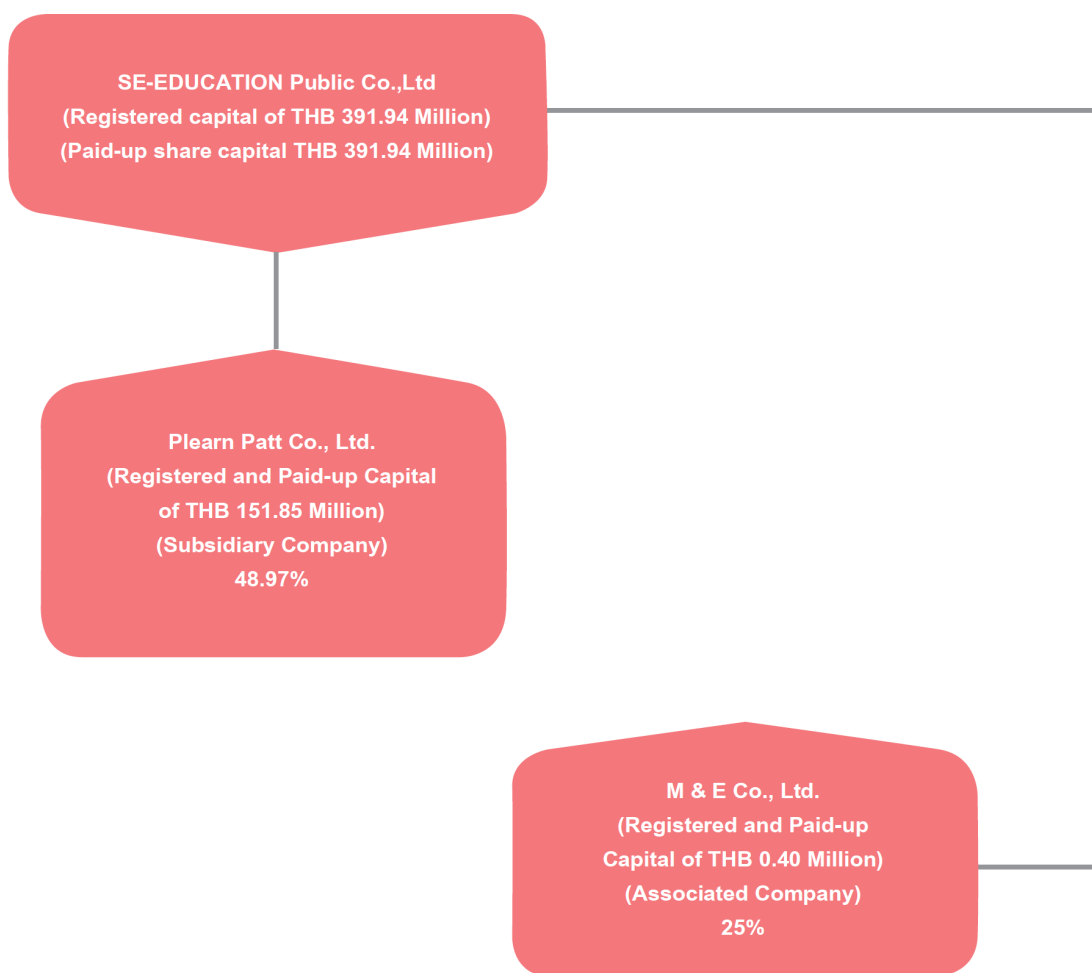 SE-EDUCATION Public Co.,Ltd
(Registered capital of THB 391.94 Million)
(Paid-up share capital THB 391.94 Million)
Plearn Patt Co., Ltd.
(Registered and Paid-up Capital
of THB 151.85 Million)
(Subsidiary Company)
48.97%
M & E Co., Ltd.
(Registered and Paid-up
Capital of THB 0.40 Million)
(Associated Company)
25%